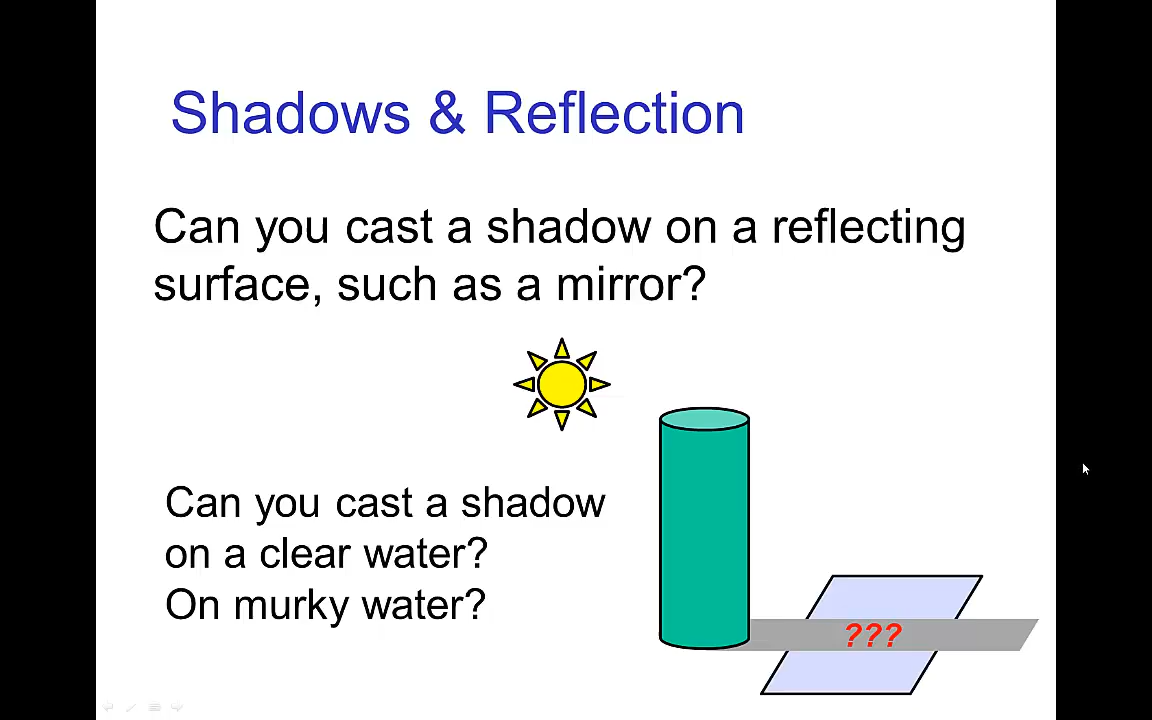 Shadows & Reflection
Can you cast a shadow on a reflecting
surface, such as a mirror?
Can you cast a shadow
on a clear water?
On murky water?
???